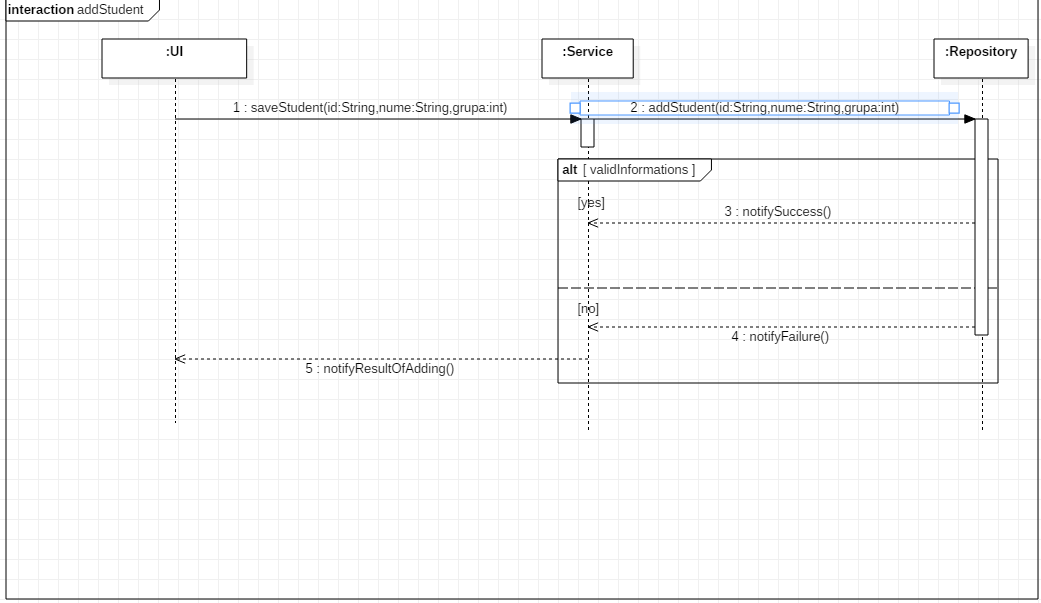 interaction addStudent
:UI
:Service
:Repository
1 : saveStudent(id:String,nume:String,grupa:int)
2 : addStudent(id:String,nume:String,grupa:int)
alt [ validInformations ]
[yes]
3 : notifySuccess()
[no]
4 : notifyFailure()
5 : notifyResultOfAdding()